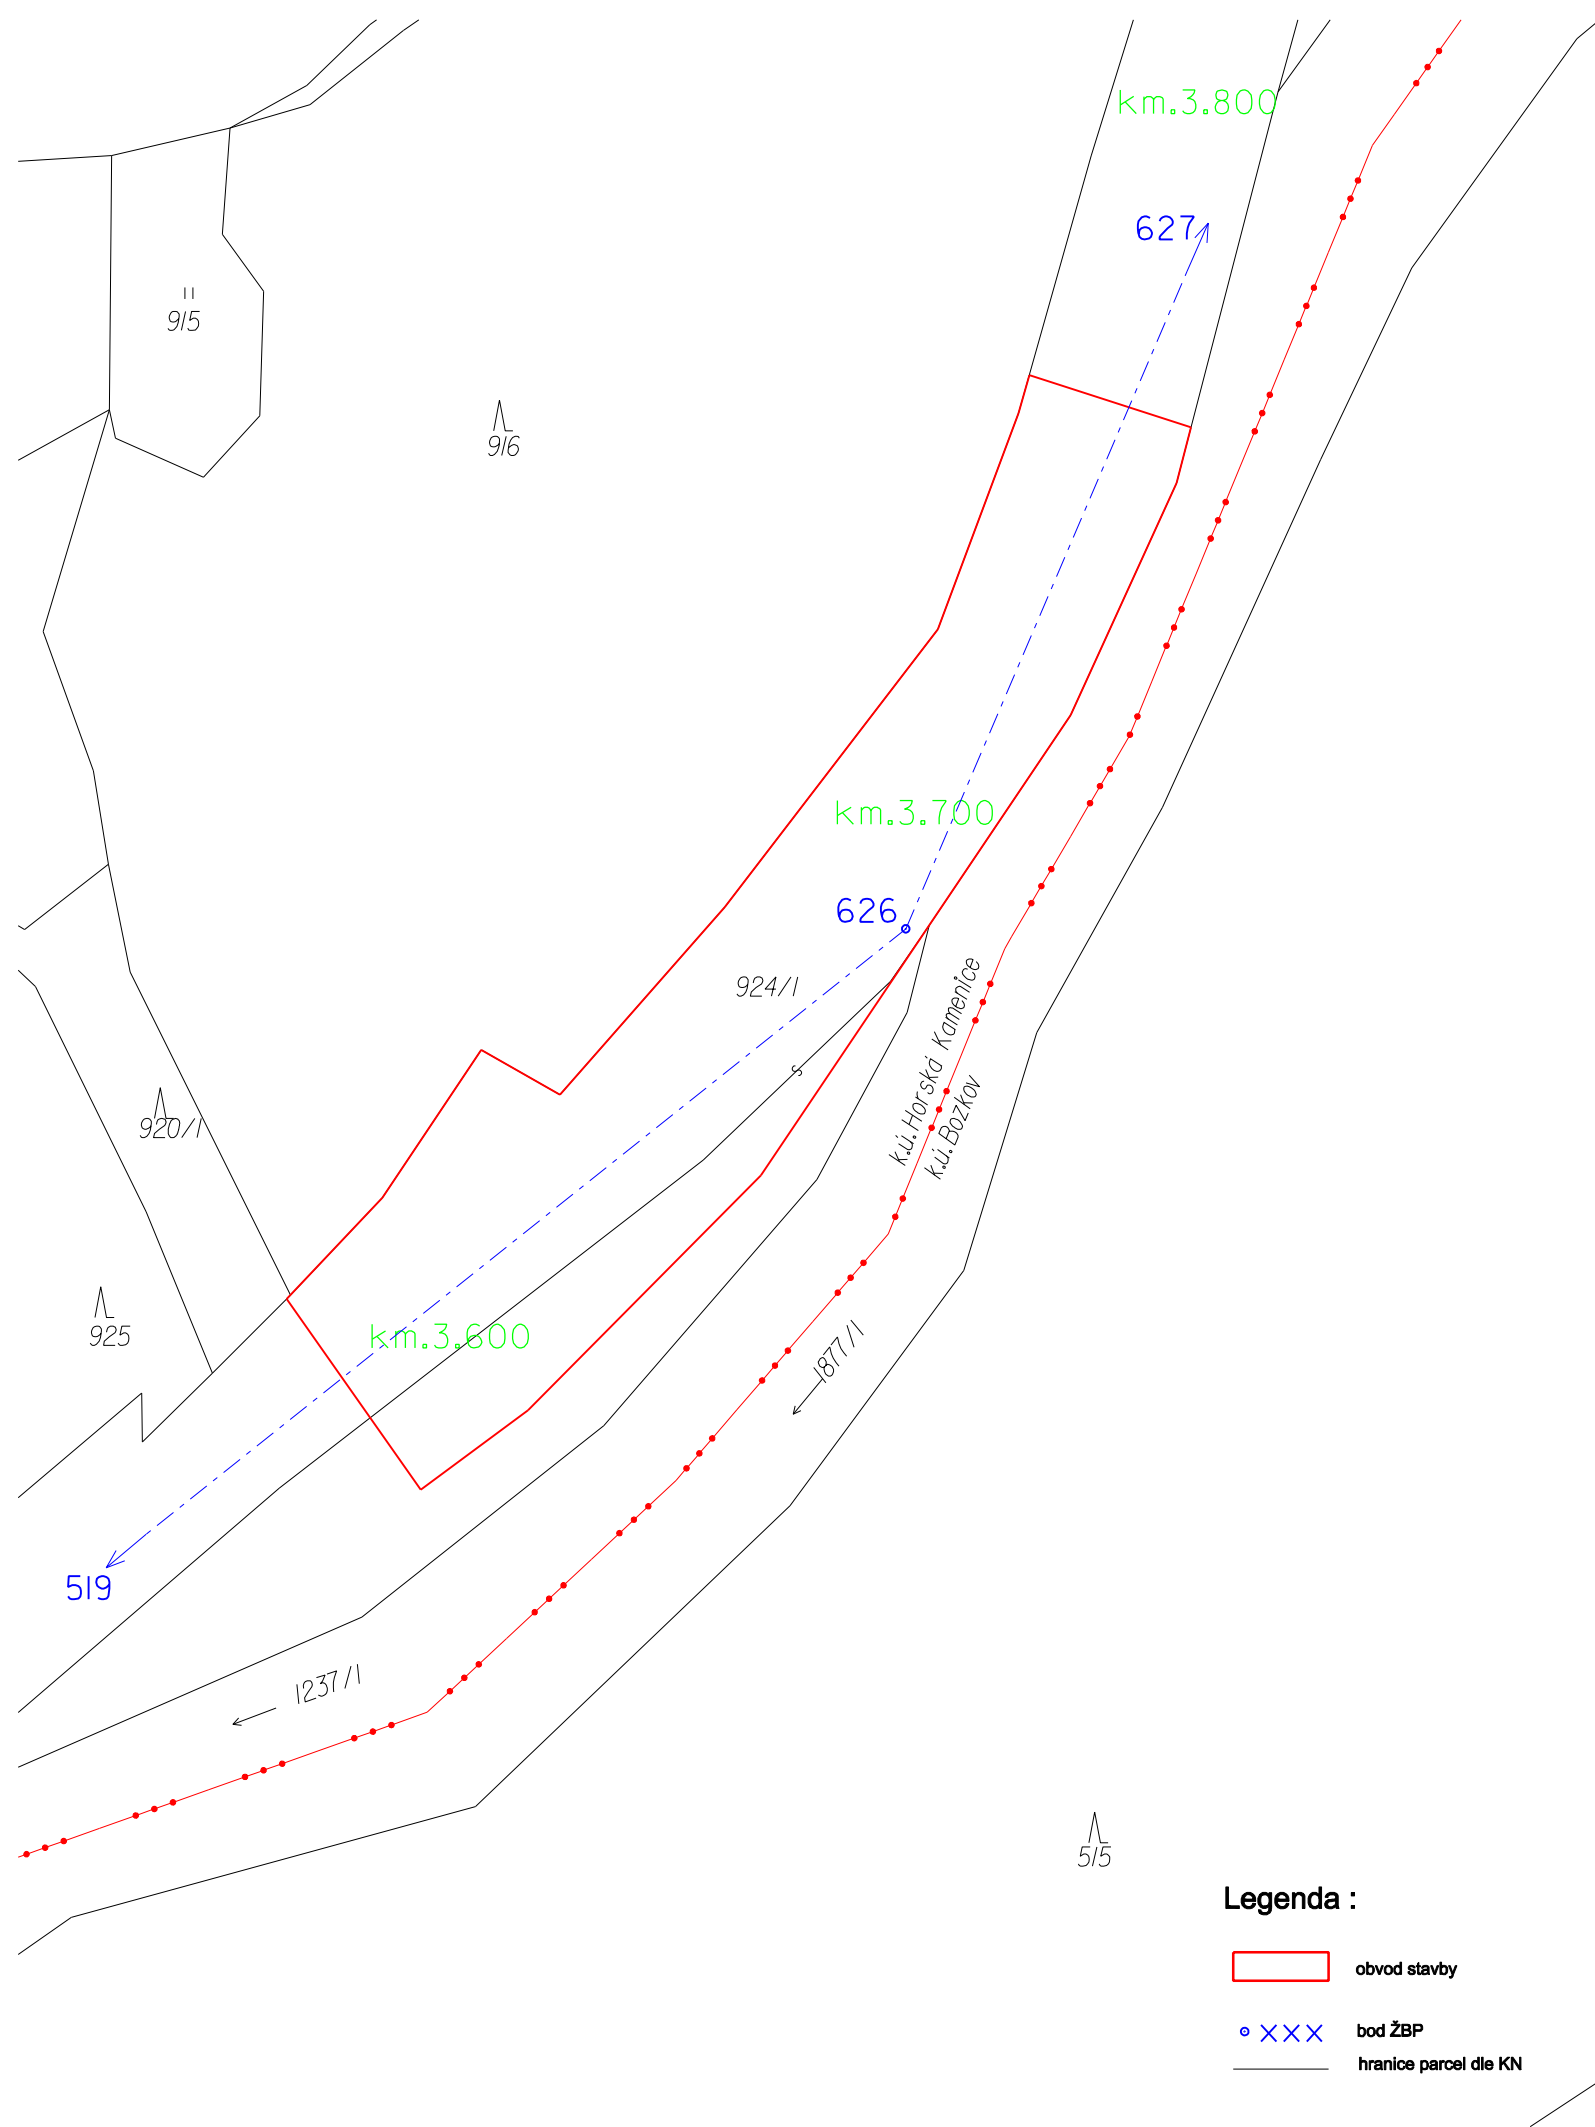 km.3.800
627
915
916
km.3.700
626
924/1
k.ú.Horská Kamenice
k.ú.Bozkov
920/1
925
km.3.600
1877/1
519
1237/1
515
Legenda :
obvod stavby
××× bod ŽBP
hranice parcel dle KN